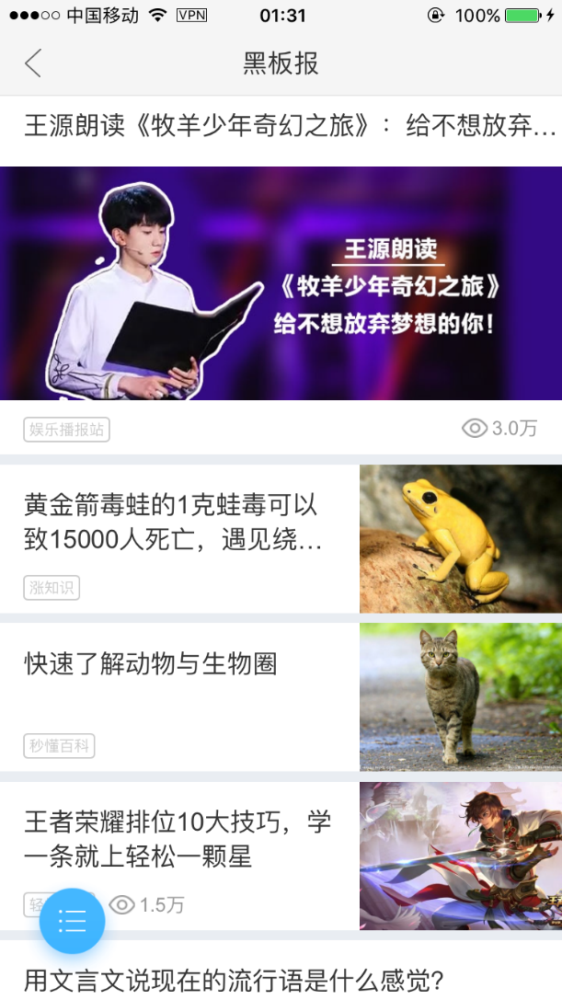 中国移动 VPN 01:31 100%
黑板报
王源朗读《牧羊少年奇幻之旅》：给不想放弃…
王源朗读
《牧羊少年奇幻之旅》
给不想放弃梦想的你！
娱乐播报站 3.0万
黄金箭毒蛙的1克蛙毒可以
致15000人死亡，遇见绕…
涨知识
快速了解动物与生物圈
秒懂百科
王者荣耀排位10大技巧，学
一条就上轻松一颗星
轻 1.5万
用文言文说现在的流行语是什么感觉？